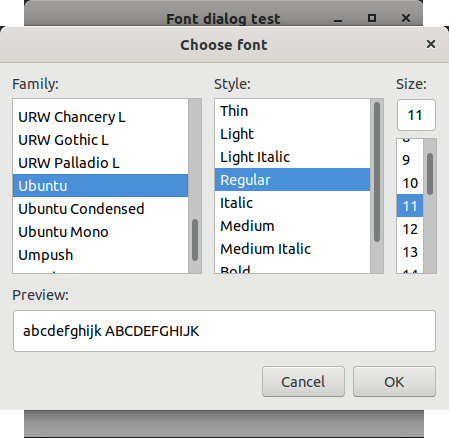 Font dialog test
Choose font
Family:
Style:
Size:
URW Chancery L
URW Gothic L
URW Palladio L
Ubuntu
Ubuntu Condensed
Ubuntu Mono
Umpush
Thin
Light
Light Italic
Regular
Italic
Medium
Medium Italic
Bold
11
9
10
11
12
13
Preview:
abcdefghijk ABCDEFGHIJK
Cancel
OK